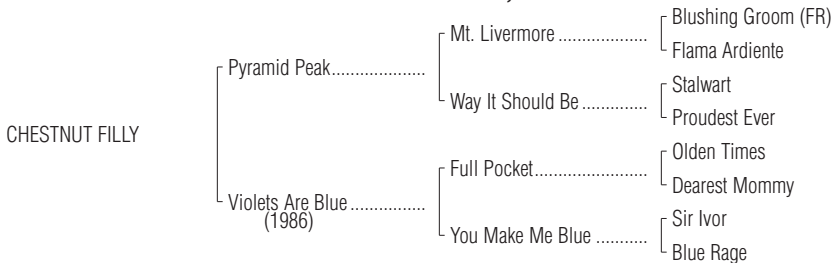 Blushing Groom (FR)
Mt. Livermore ..................
Flama Ardiente
Pyramid Peak...................
Stalwart
Way It Should Be .............
Proudest Ever
CHESTNUT FILLY
Olden Times
Full Pocket.......................
Dearest Mommy
Violets Are Blue ...............
(1986)
Sir Ivor
You Make Me Blue ..........
Blue Rage